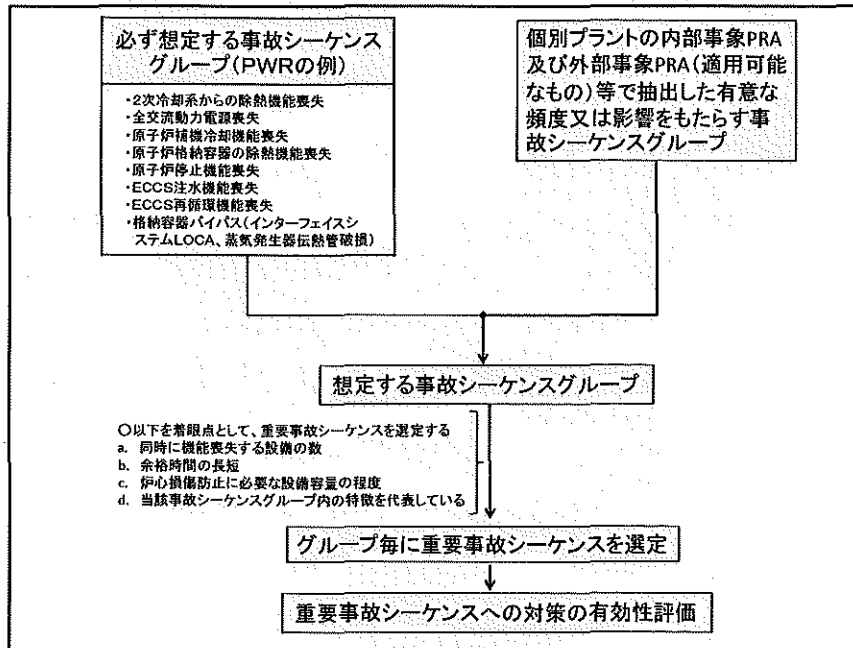 必ず想定する事故シーケンス
グループ(PWRの例)
・2次冷却系からの除熱機能喪失
・全交流動力電源喪失
・原子炉補機冷却機能喪失
・原子炉格納容器の除熱機能喪失
・原子炉停止機能喪失
・ECCS注水機能喪失
・ECCS再循環機能喪失
・格納容器バイパス(インターフェイスシ
ステムLOCA、蒸気発生器伝熱管破損)
個別プラントの内部事象PRA
及び外部事象PRA(適用可能
なもの)等で抽出した有意な
頻度又は影響をもたらす事
故シーケンスグループ
想定する事故シーケンスグループ
○以下を着眼点として、重要事故シーケンスを選定する
a. 同時に機能喪失する設備の数
b. 余裕時間の長短
c. 炉心損傷防止に必要な設備容量の程度
d. 当該事故シーケンスグループ内の特徴を代表している
グループ毎に重要事故シーケンスを選定
重要事故シーケンスへの対策の有効性評価